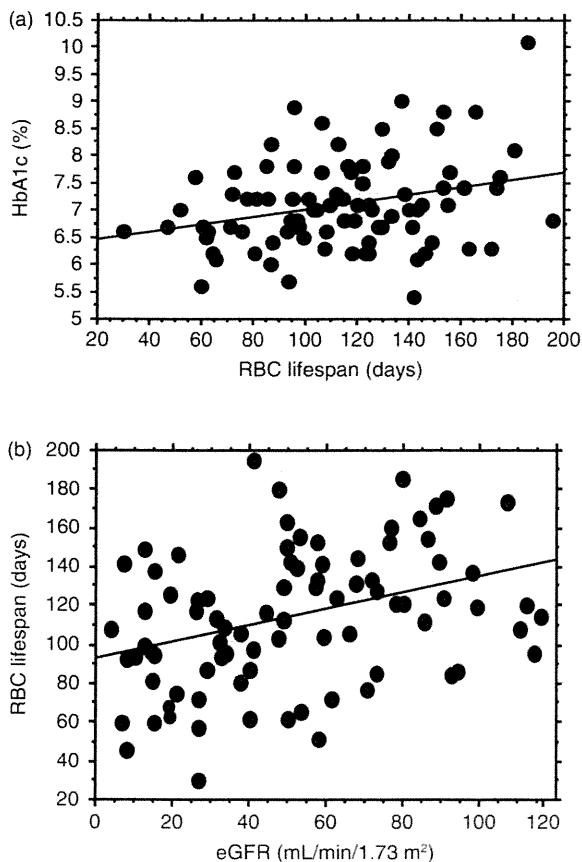 (a)
HbA1c (%)
10.5
10
9.5
9
8.5
8
7.5
7
6.5
6
5.5
5
20 40 60 80 100 120 140 160 180 200
RBC lifespan (days)
(b)
RBC lifespan (days)
200
180
160
140
120
100
80
60
40
20
0 20 40 60 80 100 120
eGFR (mL/min/1.73 m²)